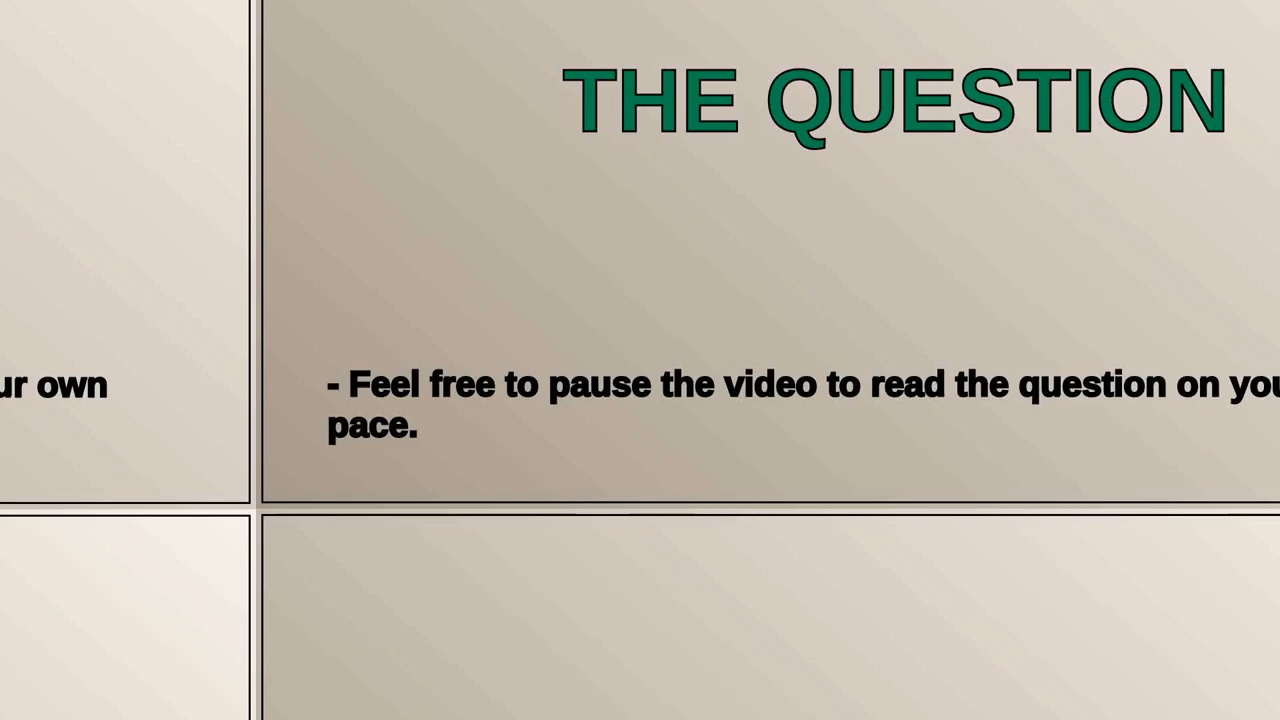 THE QUESTION
ur own
- Feel free to pause the video to read the question on you
pace.